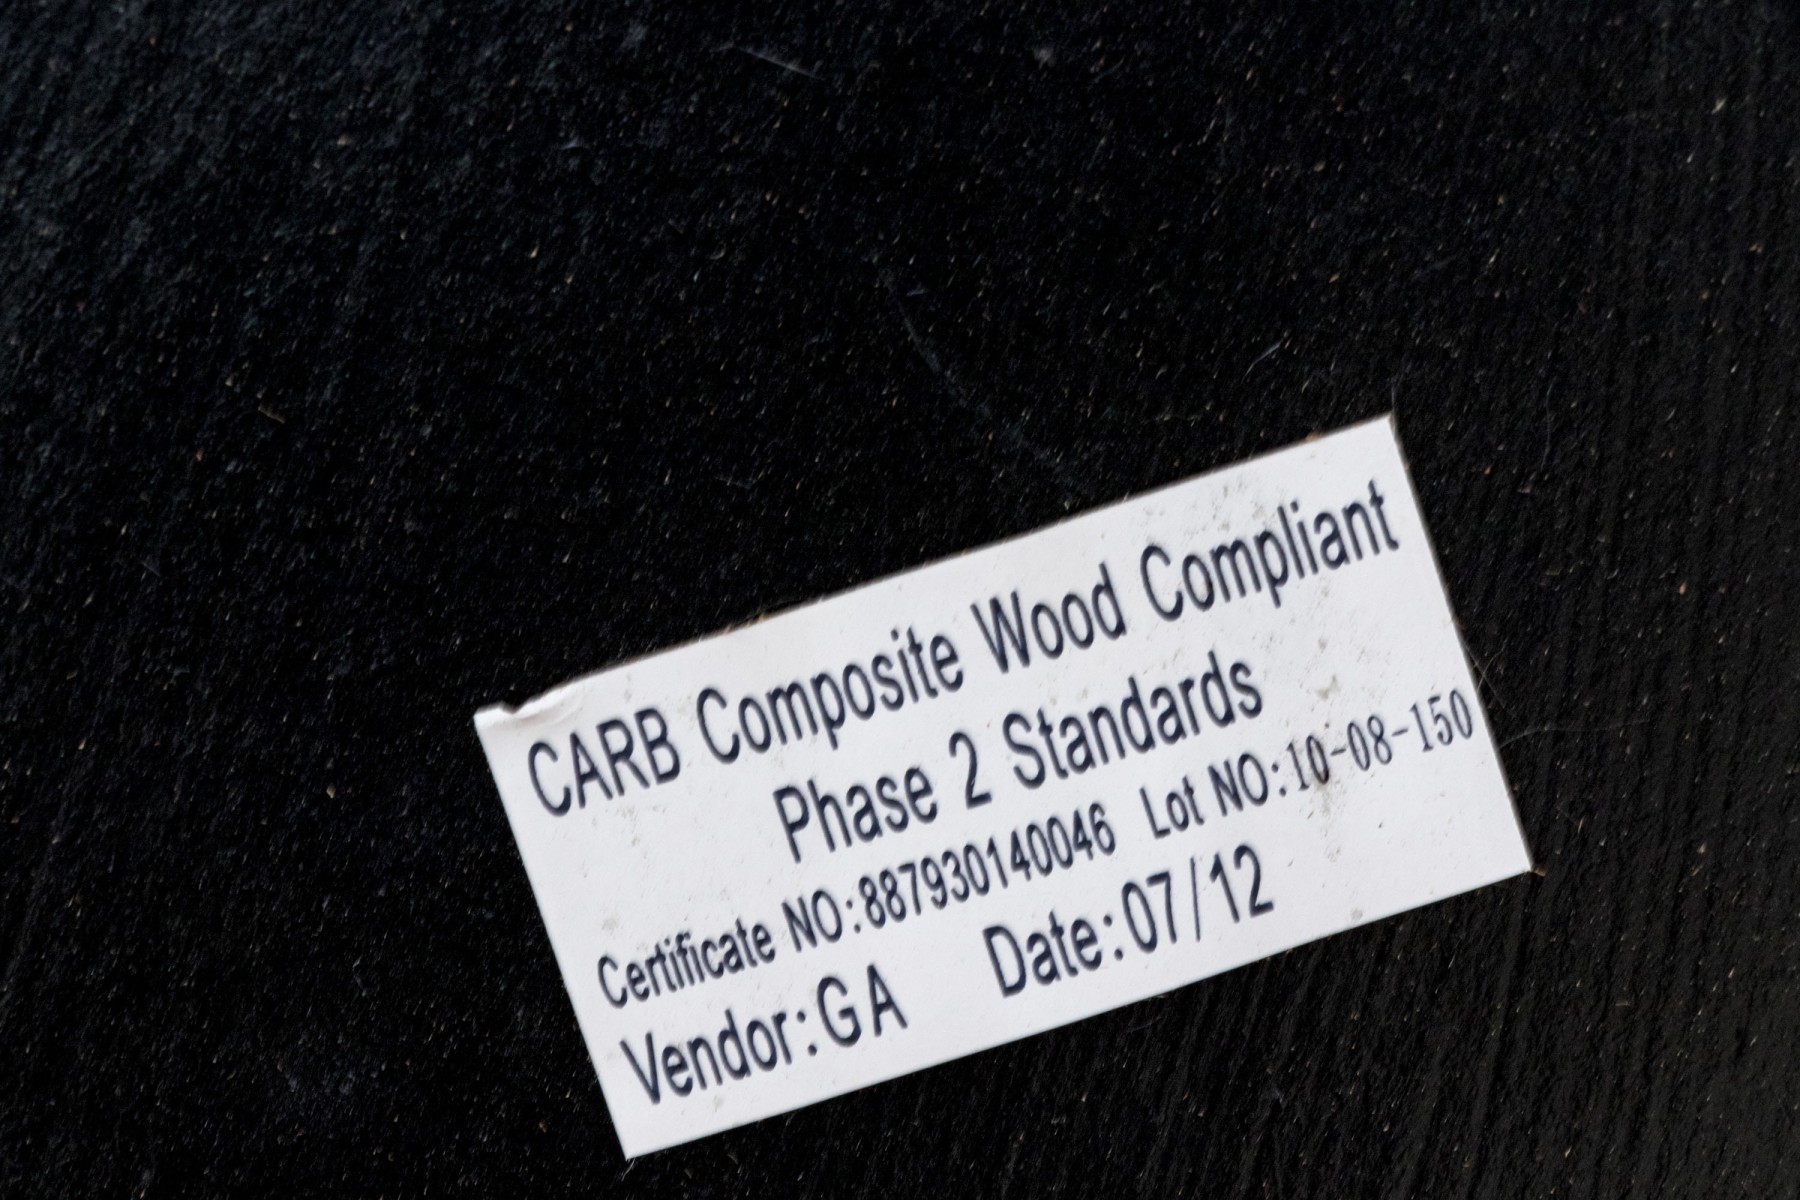 CARB Composite Wood Compliant
Phase 2 Standards
Certificate NO:887930140046 Lot NO:10-08-150
Vendor:GA Date:07/12